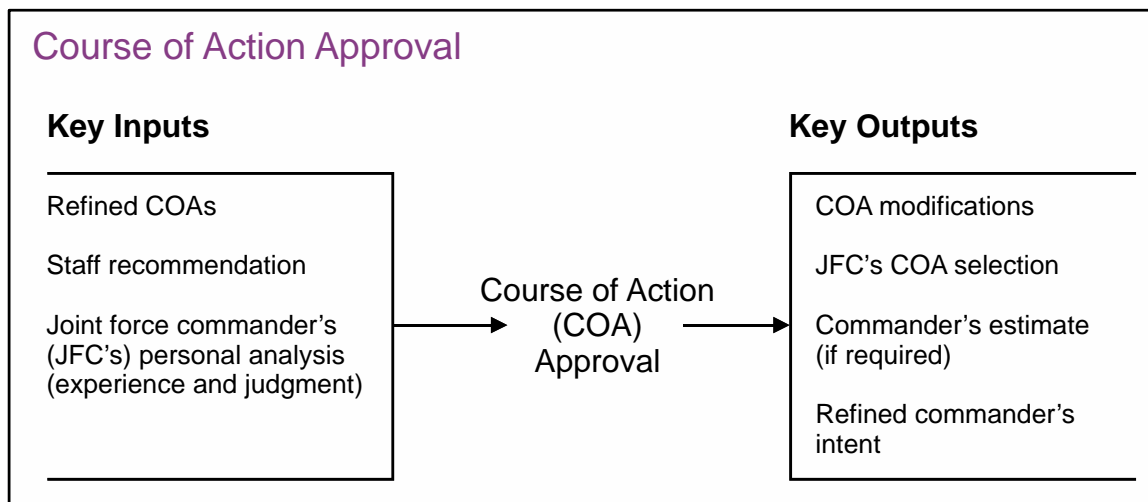 Course of Action Approval
Key Inputs
Refined COAs
Staff recommendation
Joint force commander’s
(JFC’s) personal analysis
(experience and judgment)
Course of Action
(COA)
Approval
Key Outputs
COA modifications
JFC’s COA selection
Commander’s estimate
(if required)
Refined commander’s
intent